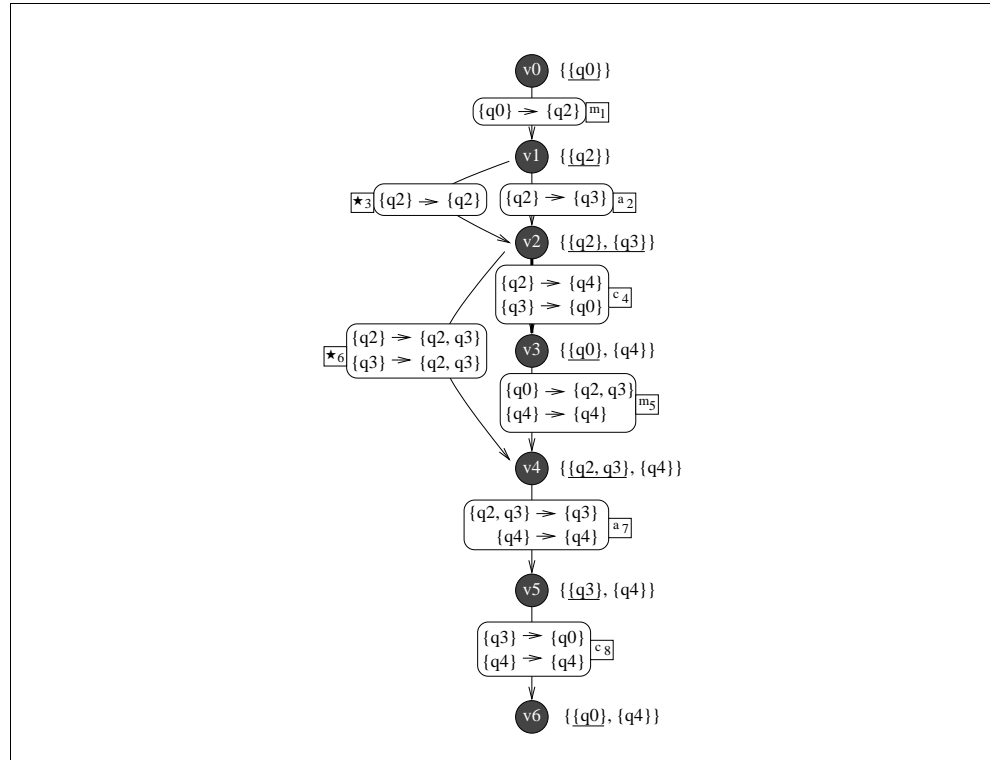 v0 {{q0}}
{q0} → {q2} m1
v1 {{q2}}
★3 {q2} → {q2} {q2} → {q3} a2
v2 {{q2}, {q3}}
{q2} → {q4}
{q3} → {q0} c4
{q2} → {q2, q3}
★6 {q3} → {q2, q3}
v3 {{q0}, {q4}}
{q0} → {q2, q3}
{q4} → {q4} m5
v4 {{q2, q3}, {q4}}
{q2, q3} → {q3}
{q4} → {q4} a7
v5 {{q3}, {q4}}
{q3} → {q0}
{q4} → {q4} c8
v6 {{q0}, {q4}}